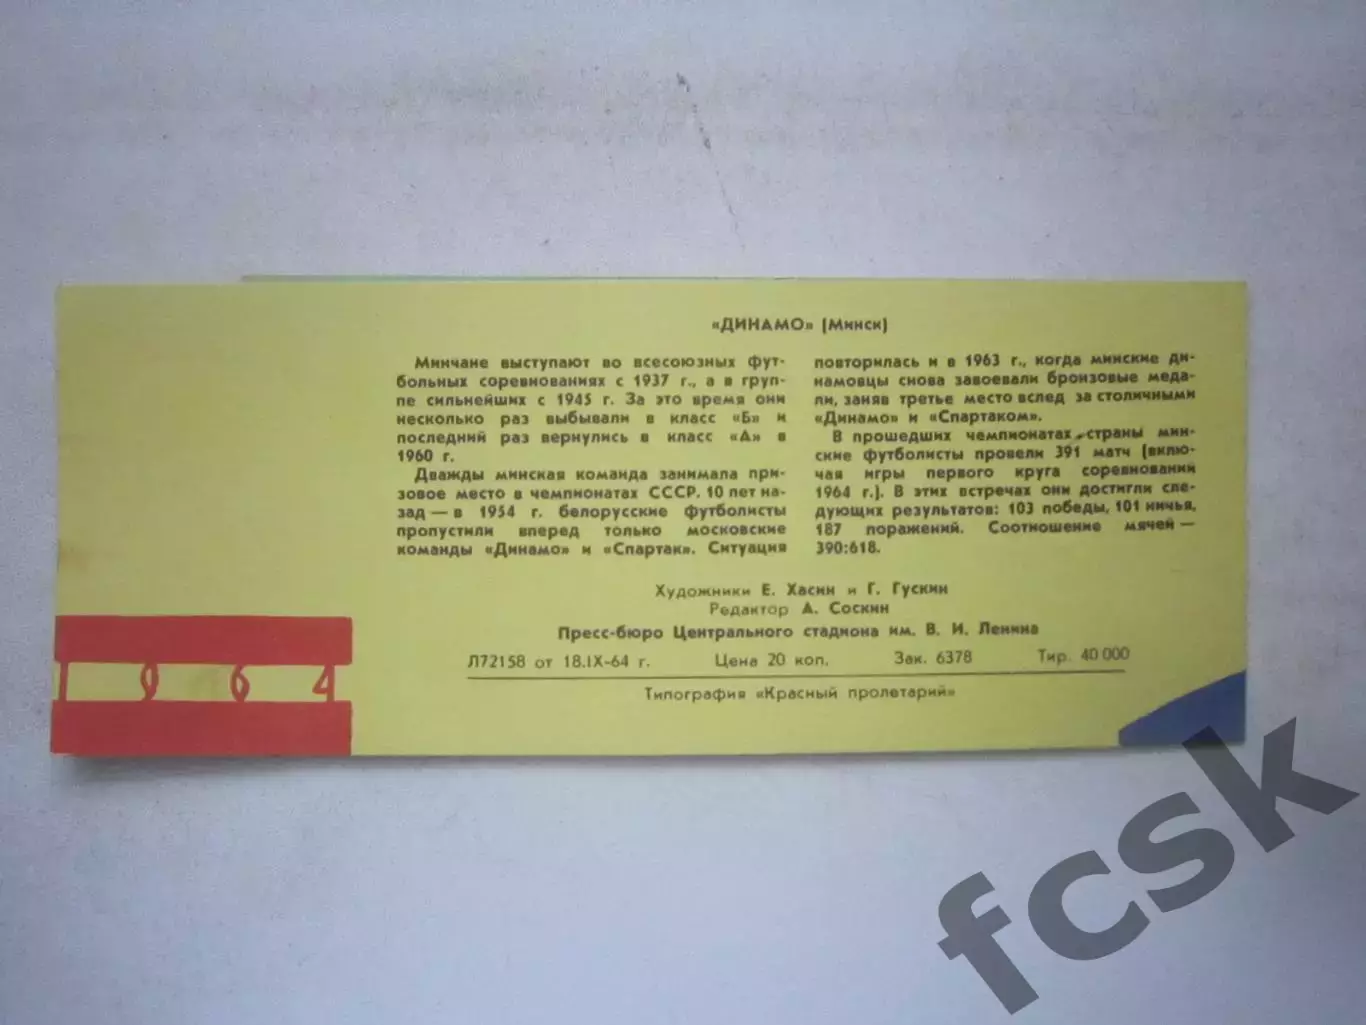 «ДИНАМО» (Минск)
Минчане выступают во всесоюзных фут-
больных соревнованиях с 1937 г., а в груп-
пе сильнейших с 1945 г. За это время они
несколько раз выбывали в класс «Б» и
последний раз вернулись в класс «А» в
1960 г.
Дважды минская команда занимала при-
зовое место в чемпионатах СССР. 10 лет на-
зад — в 1954 г. белорусские футболисты
пропустили вперед только московские
команды «Динамо» и «Спартак». Ситуация
повторилась и в 1963 г., когда минские ди-
намовцы снова завоевали бронзовые меда-
ли, заняв третье место вслед за столичными
«Динамо» и «Спартаком».
В прошедших чемпионатах страны мин-
ские футболисты провели 391 матч (вклю-
чая игры первого круга соревнований
1964 г.). В этих встречах они достигли сле-
дующих результатов: 103 победы, 101 ничья,
187 поражений. Соотношение мячей —
390:618.
Художники Е. Хасин и Г. Гускин
Редактор А. Соскин
Пресс-бюро Центрального стадиона им. В. И. Ленина
Л72158 от 18.IX-64 г. Цена 20 коп. Зак. 6378 Тир. 40 000
Типография «Красный пролетарий»
1964
fcsk